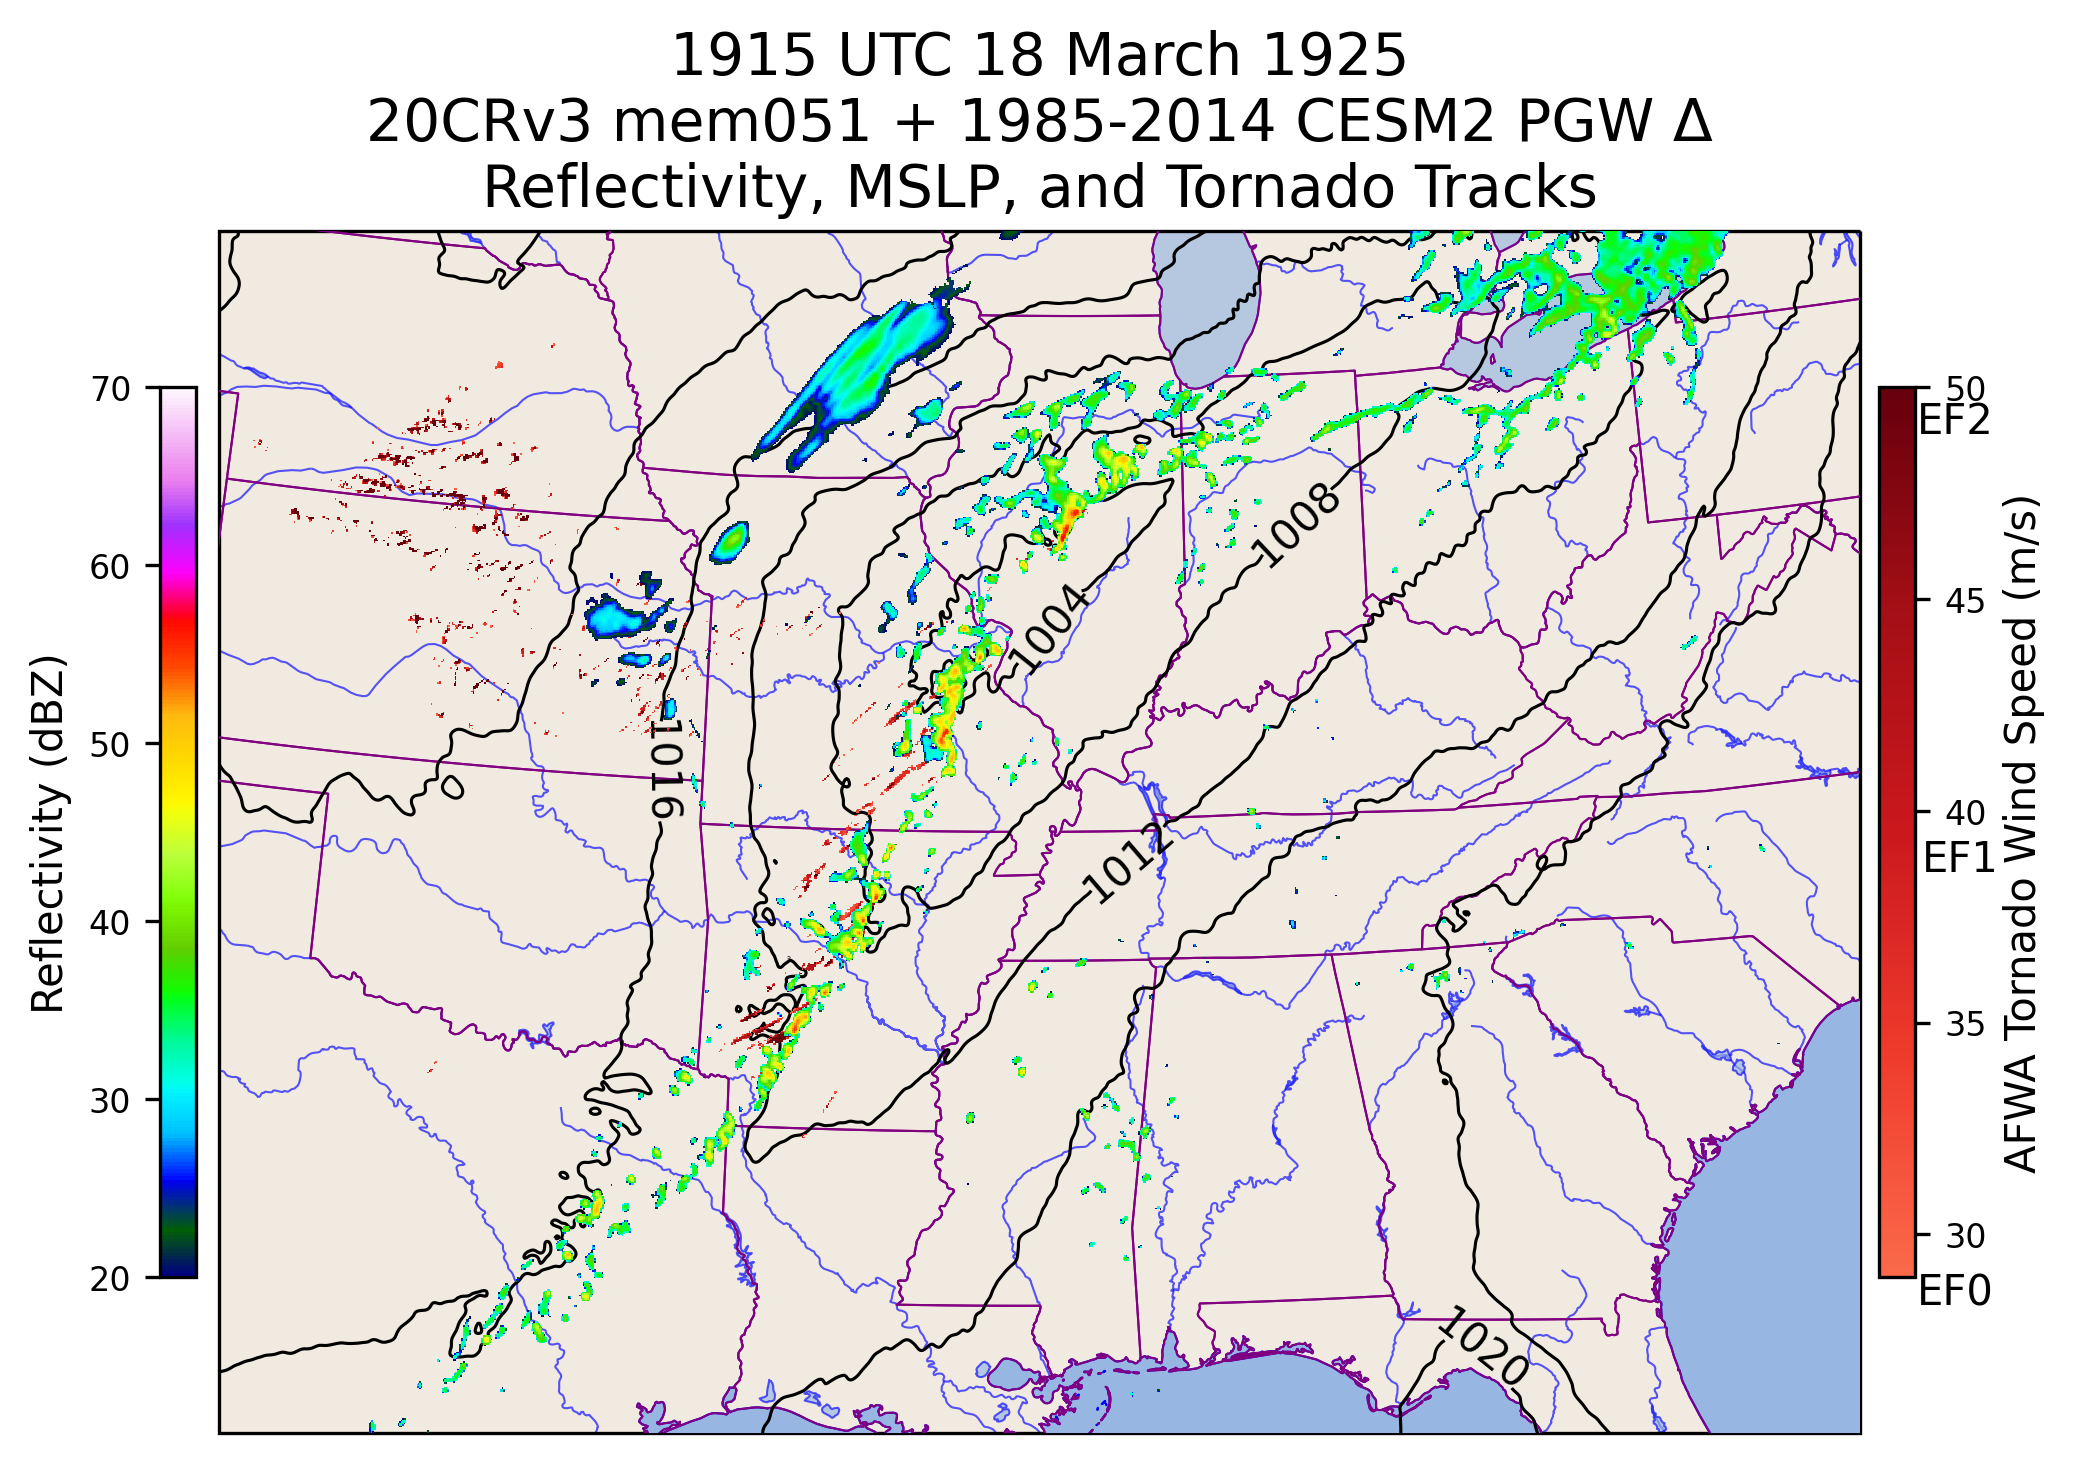 1915 UTC 18 March 1925
20CRv3 mem051 + 1985-2014 CESM2 PGW Δ
Reflectivity, MSLP, and Tornado Tracks
Reflectivity (dBZ)
70
60
50
40
30
20
1008
1004
1016
1012
1020
50
EF2
45
40
EF1
35
30
EF0
AFWA Tornado Wind Speed (m/s)